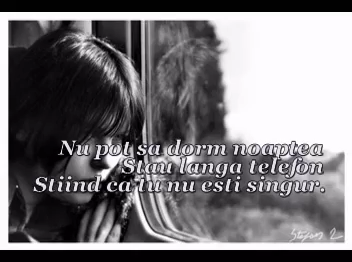 Nu pot sa dorm noaptea
Stau langa telefon
Stiind ca tu nu esti singur.